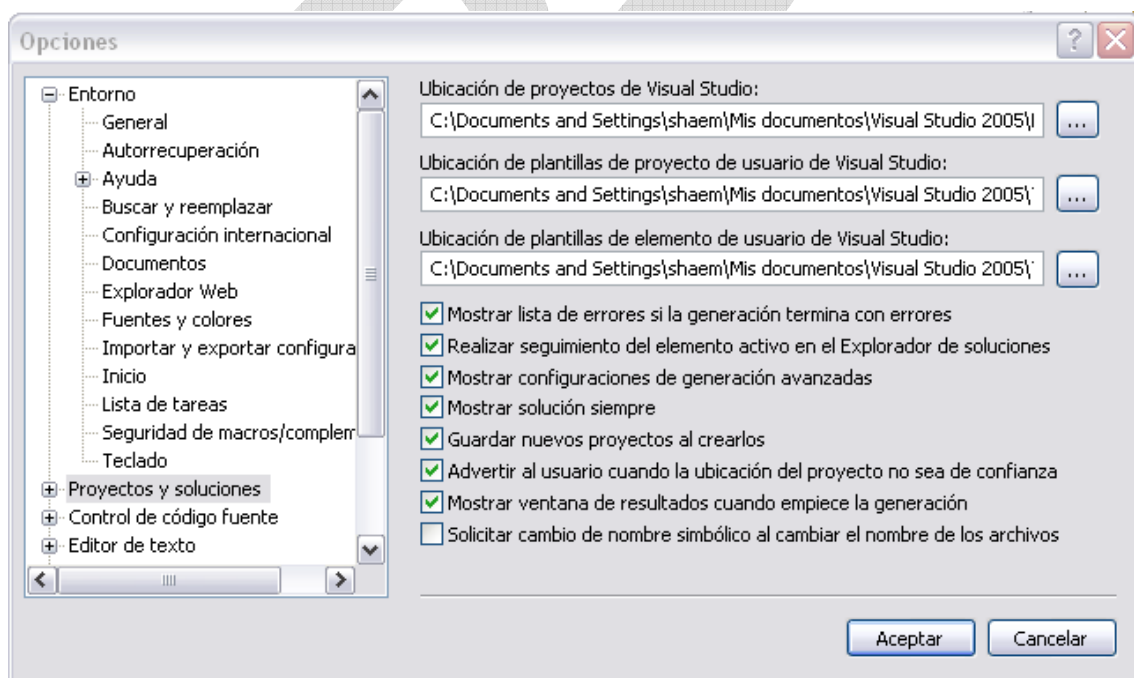 Opciones
Entorno
General
Autorrecuperación
Ayuda
Buscar y reemplazar
Configuración internacional
Documentos
Explorador Web
Fuentes y colores
Importar y exportar configura
Inicio
Lista de tareas
Seguridad de macros/complem
Teclado
Proyectos y soluciones
Control de código fuente
Editor de texto
Ubicación de proyectos de Visual Studio:
C:\Documents and Settings\shaem\Mis documentos\Visual Studio 2005\
...
Ubicación de plantillas de proyecto de usuario de Visual Studio:
C:\Documents and Settings\shaem\Mis documentos\Visual Studio 2005\
...
Ubicación de plantillas de elemento de usuario de Visual Studio:
C:\Documents and Settings\shaem\Mis documentos\Visual Studio 2005\
...
Mostrar lista de errores si la generación termina con errores
Realizar seguimiento del elemento activo en el Explorador de soluciones
Mostrar configuraciones de generación avanzadas
Mostrar solución siempre
Guardar nuevos proyectos al crearlos
Advertir al usuario cuando la ubicación del proyecto no sea de confianza
Mostrar ventana de resultados cuando empiece la generación
Solicitar cambio de nombre simbólico al cambiar el nombre de los archivos
Aceptar
Cancelar